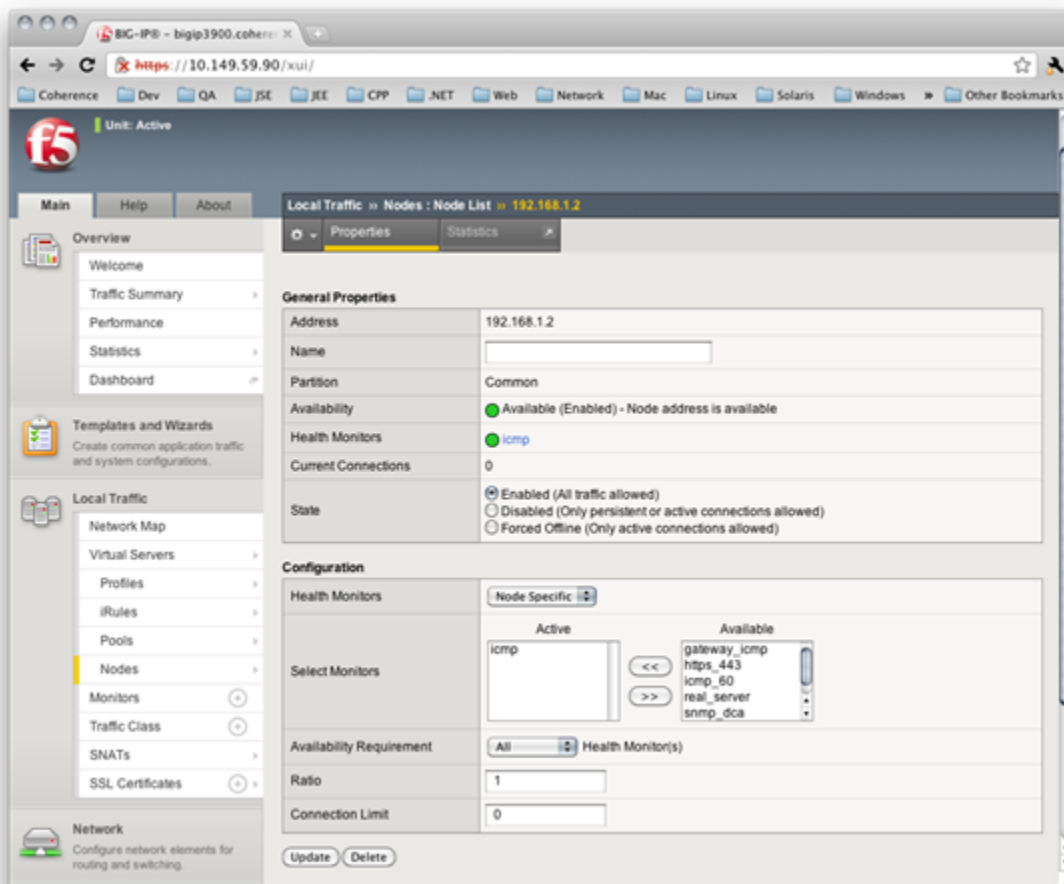 BIG-IP® - bigip3900.cohere
https://10.149.59.90/xui/
Coherence Dev QA JSE JEE CPP .NET Web Network Mac Linux Solaris Windows » Other Bookmarks
f5
Unit: Active
Main Help About
Local Traffic » Nodes : Node List » 192.168.1.2
Properties Statistics
Overview
Welcome
Traffic Summary
Performance
Statistics
Dashboard
Templates and Wizards
Create common application traffic
and system configurations.
Local Traffic
Network Map
Virtual Servers
Profiles
iRules
Pools
Nodes
Monitors
Traffic Class
SNATs
SSL Certificates
Network
Configure network elements for
routing and switching.
General Properties
Address 192.168.1.2
Name
Partition Common
Availability Available (Enabled) - Node address is available
Health Monitors icmp
Current Connections 0
State
Enabled (All traffic allowed)
Disabled (Only persistent or active connections allowed)
Forced Offline (Only active connections allowed)
Configuration
Health Monitors Node Specific
Select Monitors
Active
icmp
<< 
>>
Available
gateway_icmp
https_443
icmp_60
real_server
snmp_dca
Availability Requirement All Health Monitor(s)
Ratio 1
Connection Limit 0
Update Delete